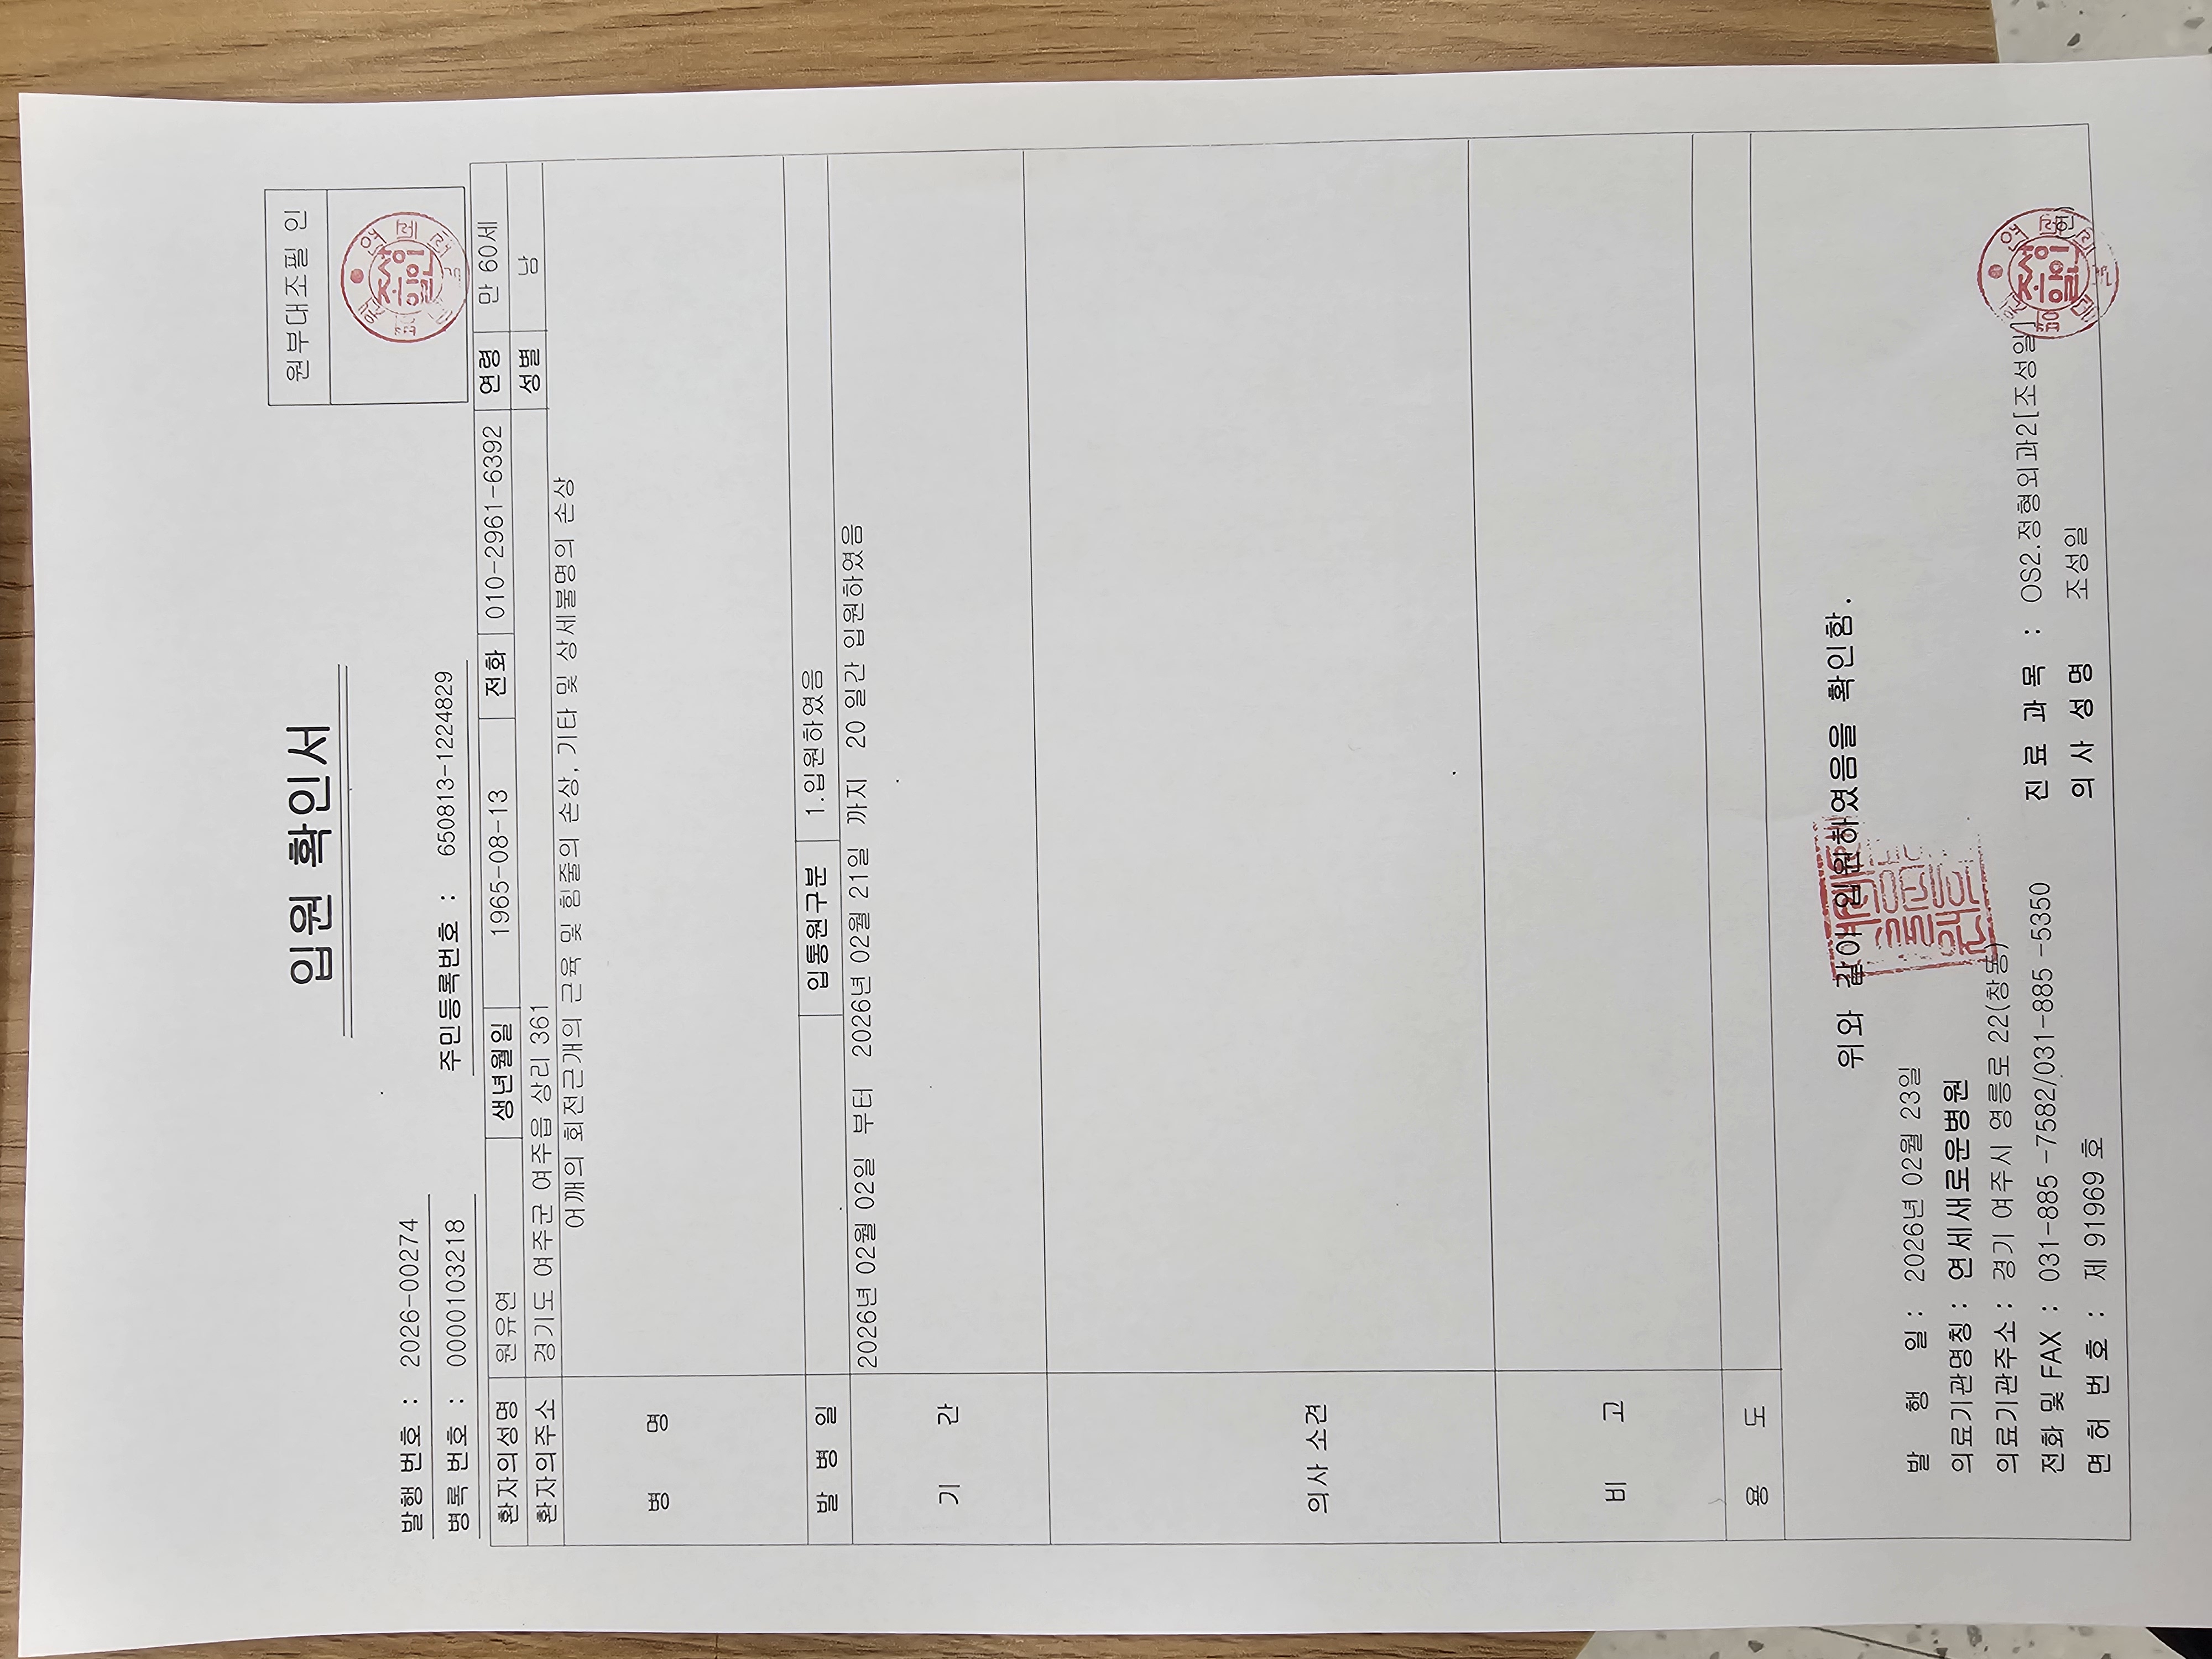 입원 확인서
원부대조필 인
발행 번호 : 2026-00274
병록 번호 : 0000103218 주민등록번호 : 650813-1224829
환자의성명 원유연 생년월일 1965-08-13 전화 010-2961-6392 연령 만 60세
환자의주소 경기도 여주군 여주읍 상리 361 성별 남
병 명 어깨의 회전근개의 근육 및 힘줄의 손상, 기타 및 상세불명의 손상
발 병 일 입통원구분 1.입원하였음
기 간 2026년 02월 02일 부터 2026년 02월 21일 까지 20 일간 입원하였음
의사 소견
비 고
용 도
위와 같이 입원하였음을 확인함.
발 행 일 : 2026년 02월 23일
의료기관명칭 : 연세새로운병원
의료기관주소 : 경기 여주시 영릉로 22(창동)
전화 및 FAX : 031-885 -7582/031-885 -5350 진 료 과 목 : OS2.정형외과2[조성일]
면 허 번 호 : 제 91969 호 의 사 성 명 조성일 (인)